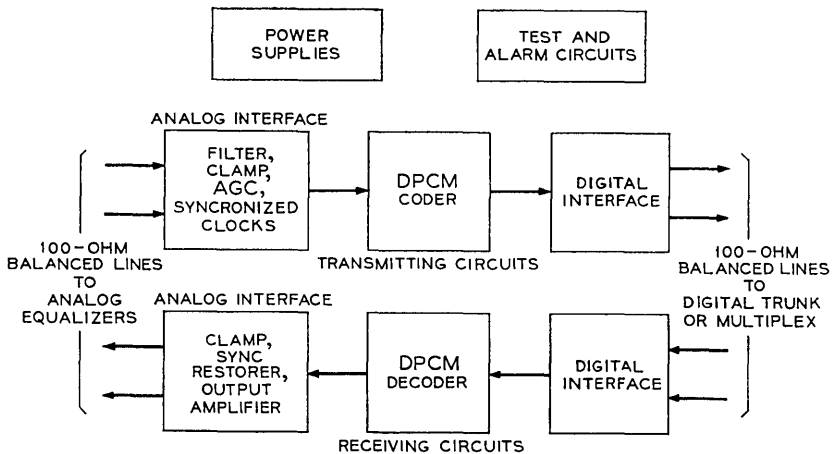 POWER
SUPPLIES
TEST AND
ALARM CIRCUITS
ANALOG INTERFACE
FILTER,
CLAMP,
AGC,
SYNCRONIZED
CLOCKS
DPCM
CODER
DIGITAL
INTERFACE
TRANSMITTING CIRCUITS
100-OHM
BALANCED LINES
TO
ANALOG
EQUALIZERS
100-OHM
BALANCED LINES
TO
DIGITAL TRUNK
OR MULTIPLEX
ANALOG INTERFACE
CLAMP,
SYNC
RESTORER,
OUTPUT
AMPLIFIER
DPCM
DECODER
DIGITAL
INTERFACE
RECEIVING CIRCUITS